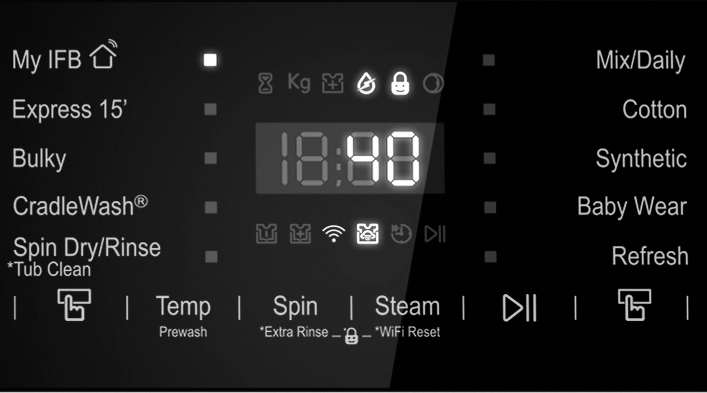 My IFB
Express 15'
Bulky
CradleWash®
Spin Dry/Rinse
*Tub Clean
Kg
40
Mix/Daily
Cotton
Synthetic
Baby Wear
Refresh
Temp
Prewash
Spin
*Extra Rinse
Steam
*WiFi Reset